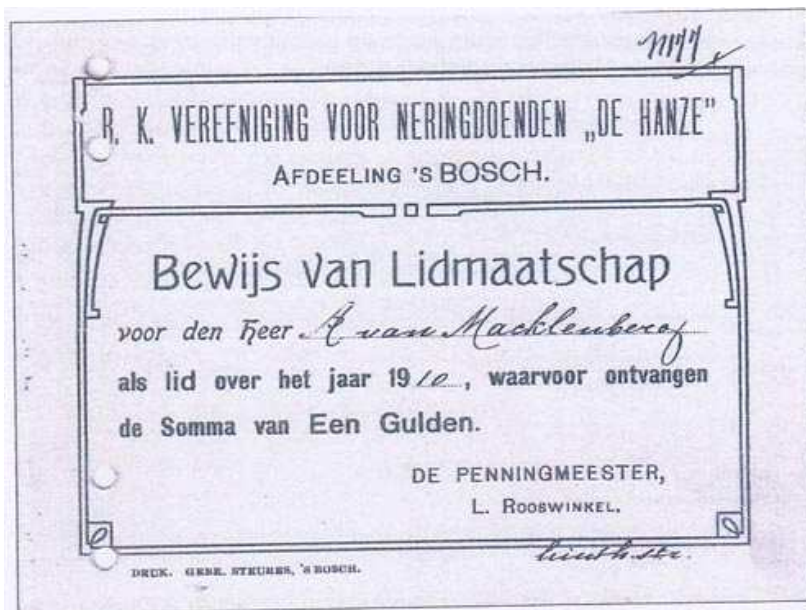 R. K. VEREENIGING VOOR NERINGDOENDEN „DE HANZE”
AFDEELING 'S BOSCH.
Bewijs van Lidmaatschap
voor den Heer A van Macklenberg
als lid over het jaar 1910, waarvoor ontvangen
de Somma van Een Gulden.
DE PENNINGMEESTER,
L. ROOSWINKEL.
DRUK. GEBR. STEURES, 'S BOSCH.